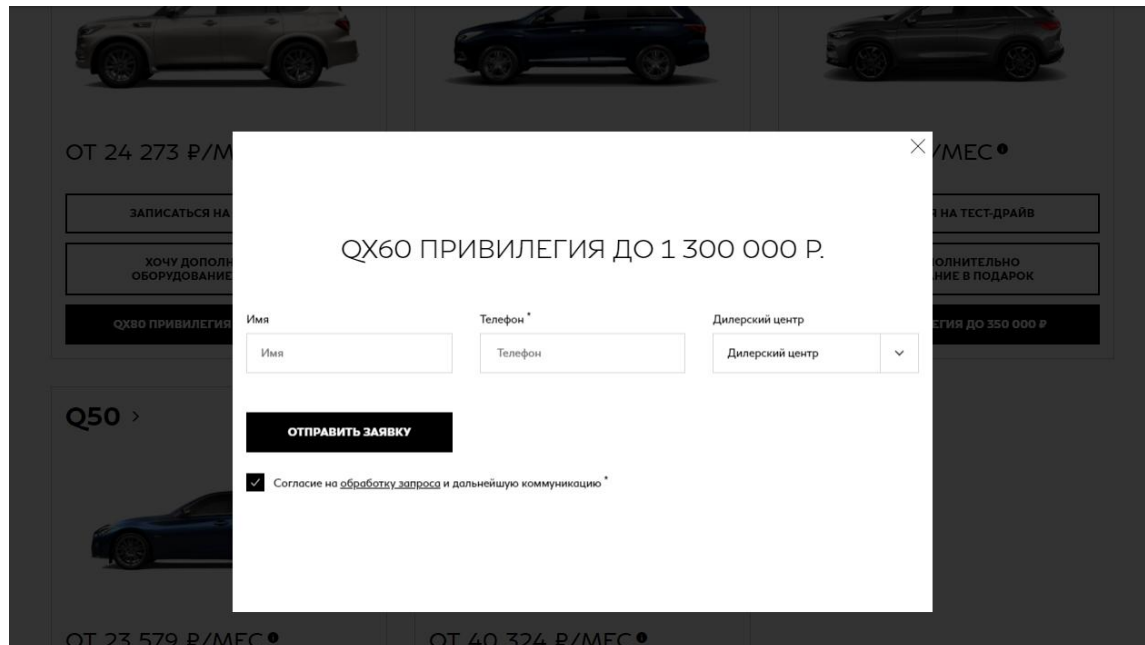 ОТ 24 273 ₽/М
/МЕС
ЗАПИСАТЬСЯ НА
НА ТЕСТ-ДРАЙВ
ХОЧУ ДОПОЛН
ОБОРУДОВАНИЕ
ОЛНИТЕЛЬНО
НИЕ В ПОДАРОК
QX80 ПРИВИЛЕГИЯ
ЕГИЯ ДО 350 000 ₽
QX60 ПРИВИЛЕГИЯ ДО 1 300 000 Р.
Имя
Телефон *
Дилерский центр
Имя
Телефон
Дилерский центр
ОТПРАВИТЬ ЗАЯВКУ
Согласие на обработку запроса и дальнейшую коммуникацию *
Q50 >
ОТ 23 579 ₽/МЕС
ОТ 40 324 ₽/МЕС